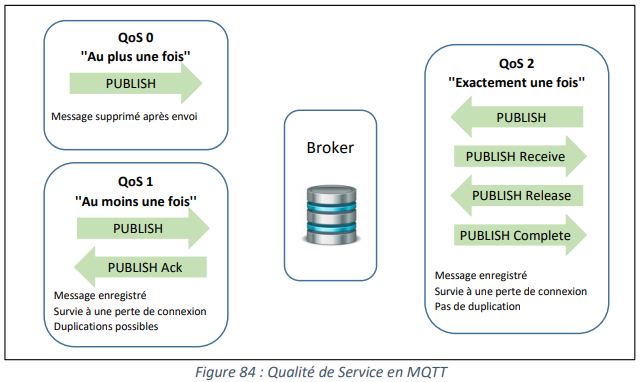 QoS 0
"Au plus une fois"
PUBLISH
Message supprimé après envoi
QoS 1
"Au moins une fois"
PUBLISH
PUBLISH Ack
Message enregistré
Survie à une perte de connexion
Duplications possibles
Broker
QoS 2
"Exactement une fois"
PUBLISH
PUBLISH Receive
PUBLISH Release
PUBLISH Complete
Message enregistré
Survie à une perte de connexion
Pas de duplication
Figure 84 : Qualité de Service en MQTT